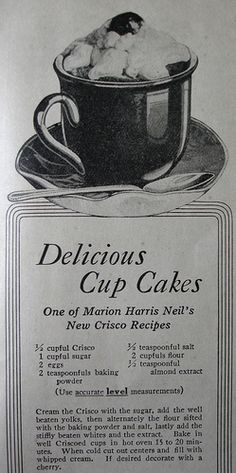 Delicious
Cup Cakes
One of Marion Harris Neil's
New Crisco Recipes
½ cupful Crisco
1 cupful sugar
2 eggs
2 teaspoonfuls baking
powder
½ teaspoonful salt
2 cupfuls flour
½ teaspoonful
almond extract
(Use accurate level measurements)
Cream the Crisco with the sugar, add the well
beaten yolks, then alternately the flour sifted
with the baking powder and salt, lastly add the
stiffly beaten whites and the extract. Bake in
well Criscoed cups in hot oven 15 to 20 min-
utes. When cold cut out centers and fill with
whipped cream. If desired decorate with a
cherry.